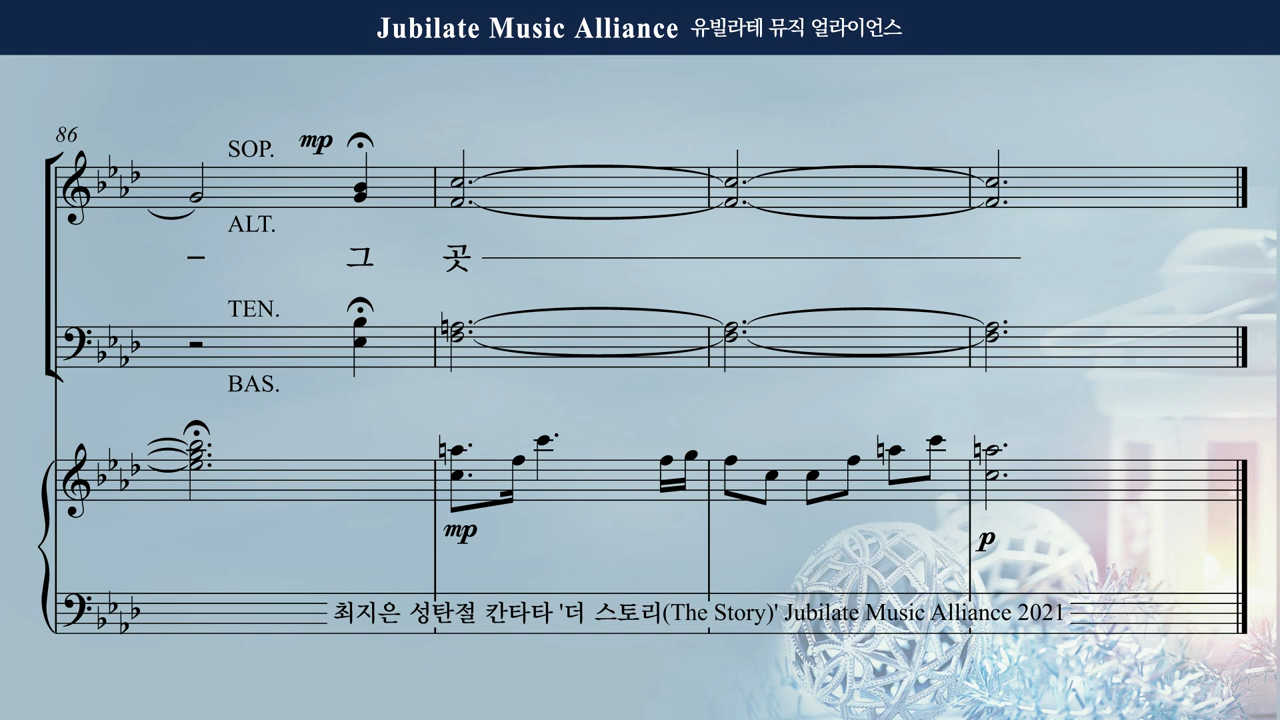 Jubilate Music Alliance 유빌라테 뮤직 얼라이언스
86
SOP. mp
ALT.
– 그 곳
TEN.
BAS.
mp
p
최지은 성탄절 칸타타 '더 스토리(The Story)' Jubilate Music Alliance 2021